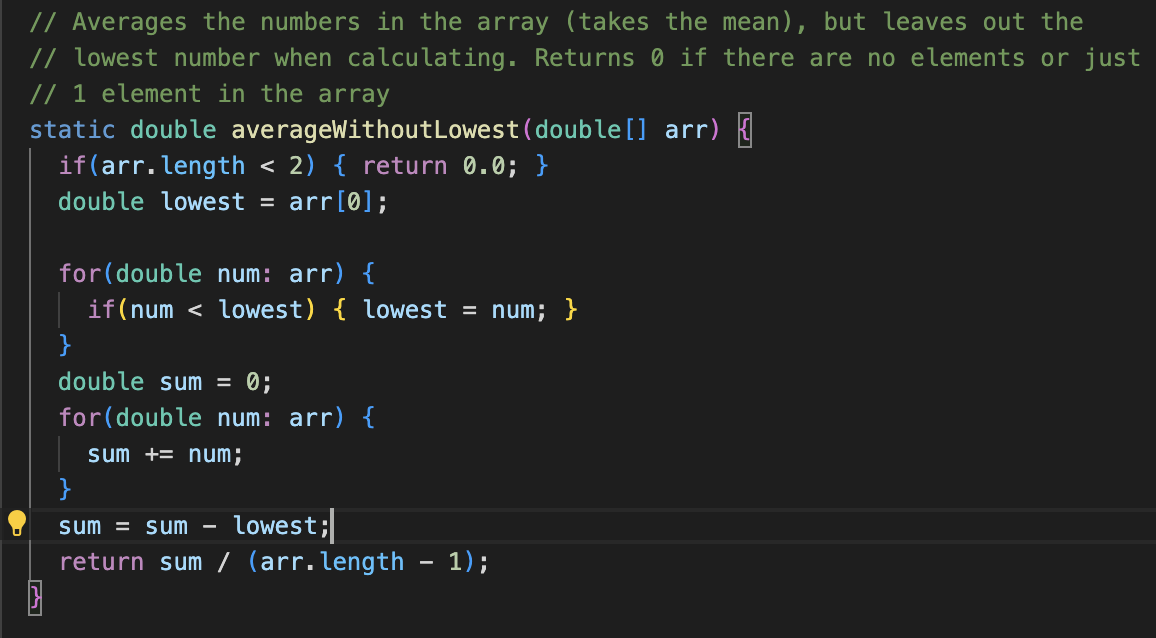 // Averages the numbers in the array (takes the mean), but leaves out the
// lowest number when calculating. Returns 0 if there are no elements or just
// 1 element in the array
static double averageWithoutLowest(double[] arr) {
  if(arr.length < 2) { return 0.0; }
  double lowest = arr[0];

  for(double num: arr) {
    if(num < lowest) { lowest = num; }
  }
  double sum = 0;
  for(double num: arr) {
    sum += num;
  }
  sum = sum - lowest;
  return sum / (arr.length - 1);
}